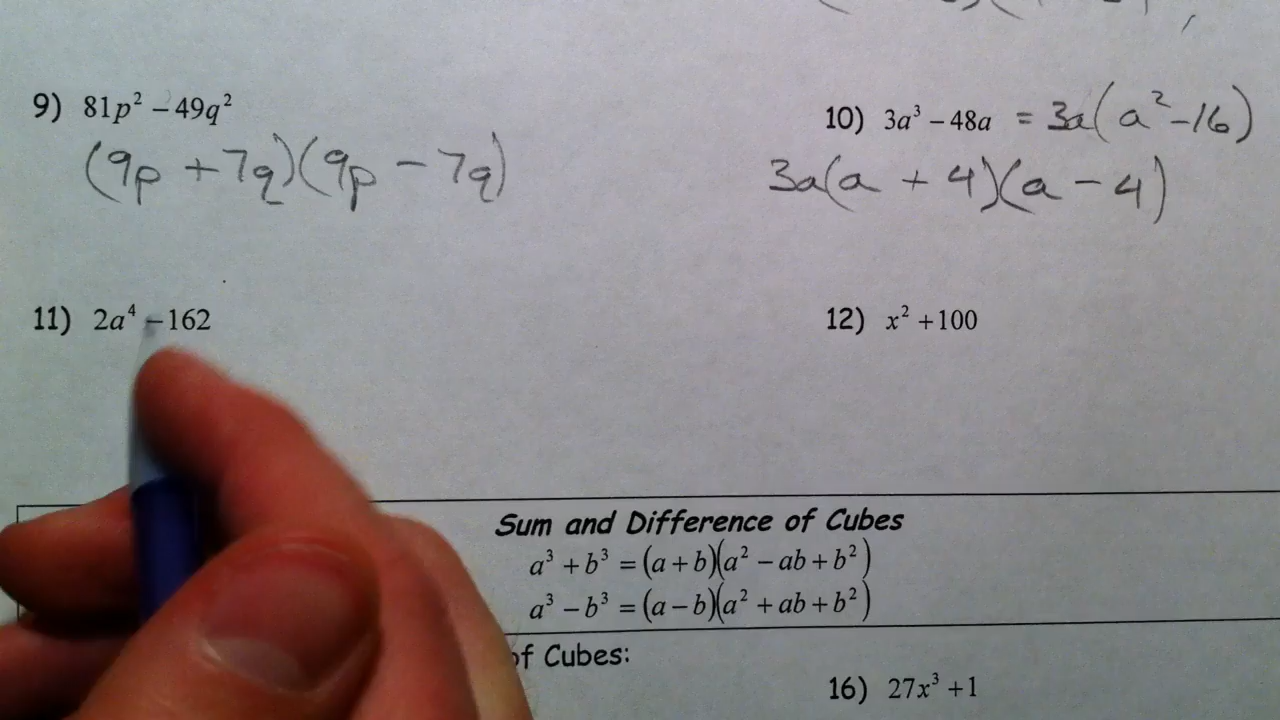 9) 81p² – 49q²
(9p + 7q)(9p – 7q)
10) 3a³ – 48a = 3a(a² – 16)
3a(a + 4)(a – 4)
11) 2a⁴ – 162
12) x² + 100
Sum and Difference of Cubes
a³ + b³ = (a + b)(a² – ab + b²)
a³ – b³ = (a – b)(a² + ab + b²)
of Cubes:
16) 27x³ + 1